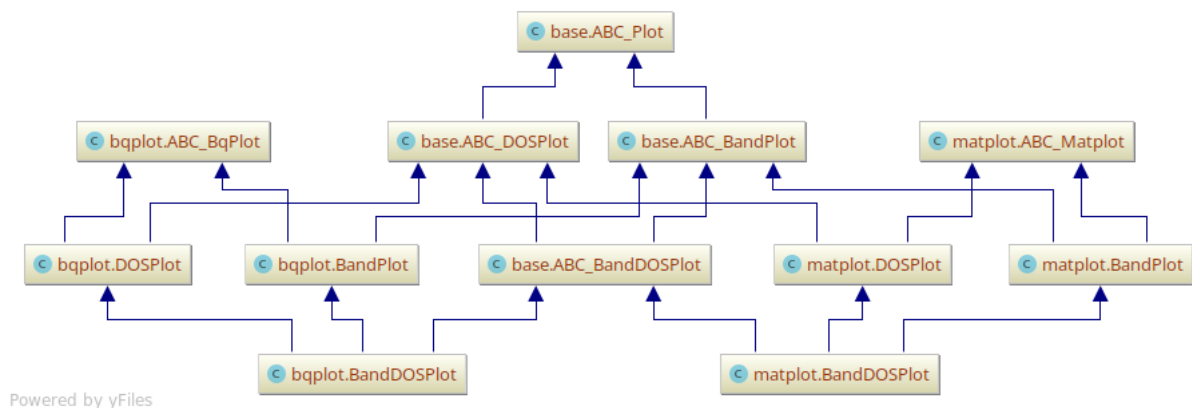 C base.ABC_Plot
C bqplot.ABC_BqPlot
C base.ABC_DOSPlot
C base.ABC_BandPlot
C matplot.ABC_Matplot
C bqplot.DOSPlot
C bqplot.BandPlot
C base.ABC_BandDOSPlot
C matplot.DOSPlot
C matplot.BandPlot
C bqplot.BandDOSPlot
C matplot.BandDOSPlot
Powered by yFiles